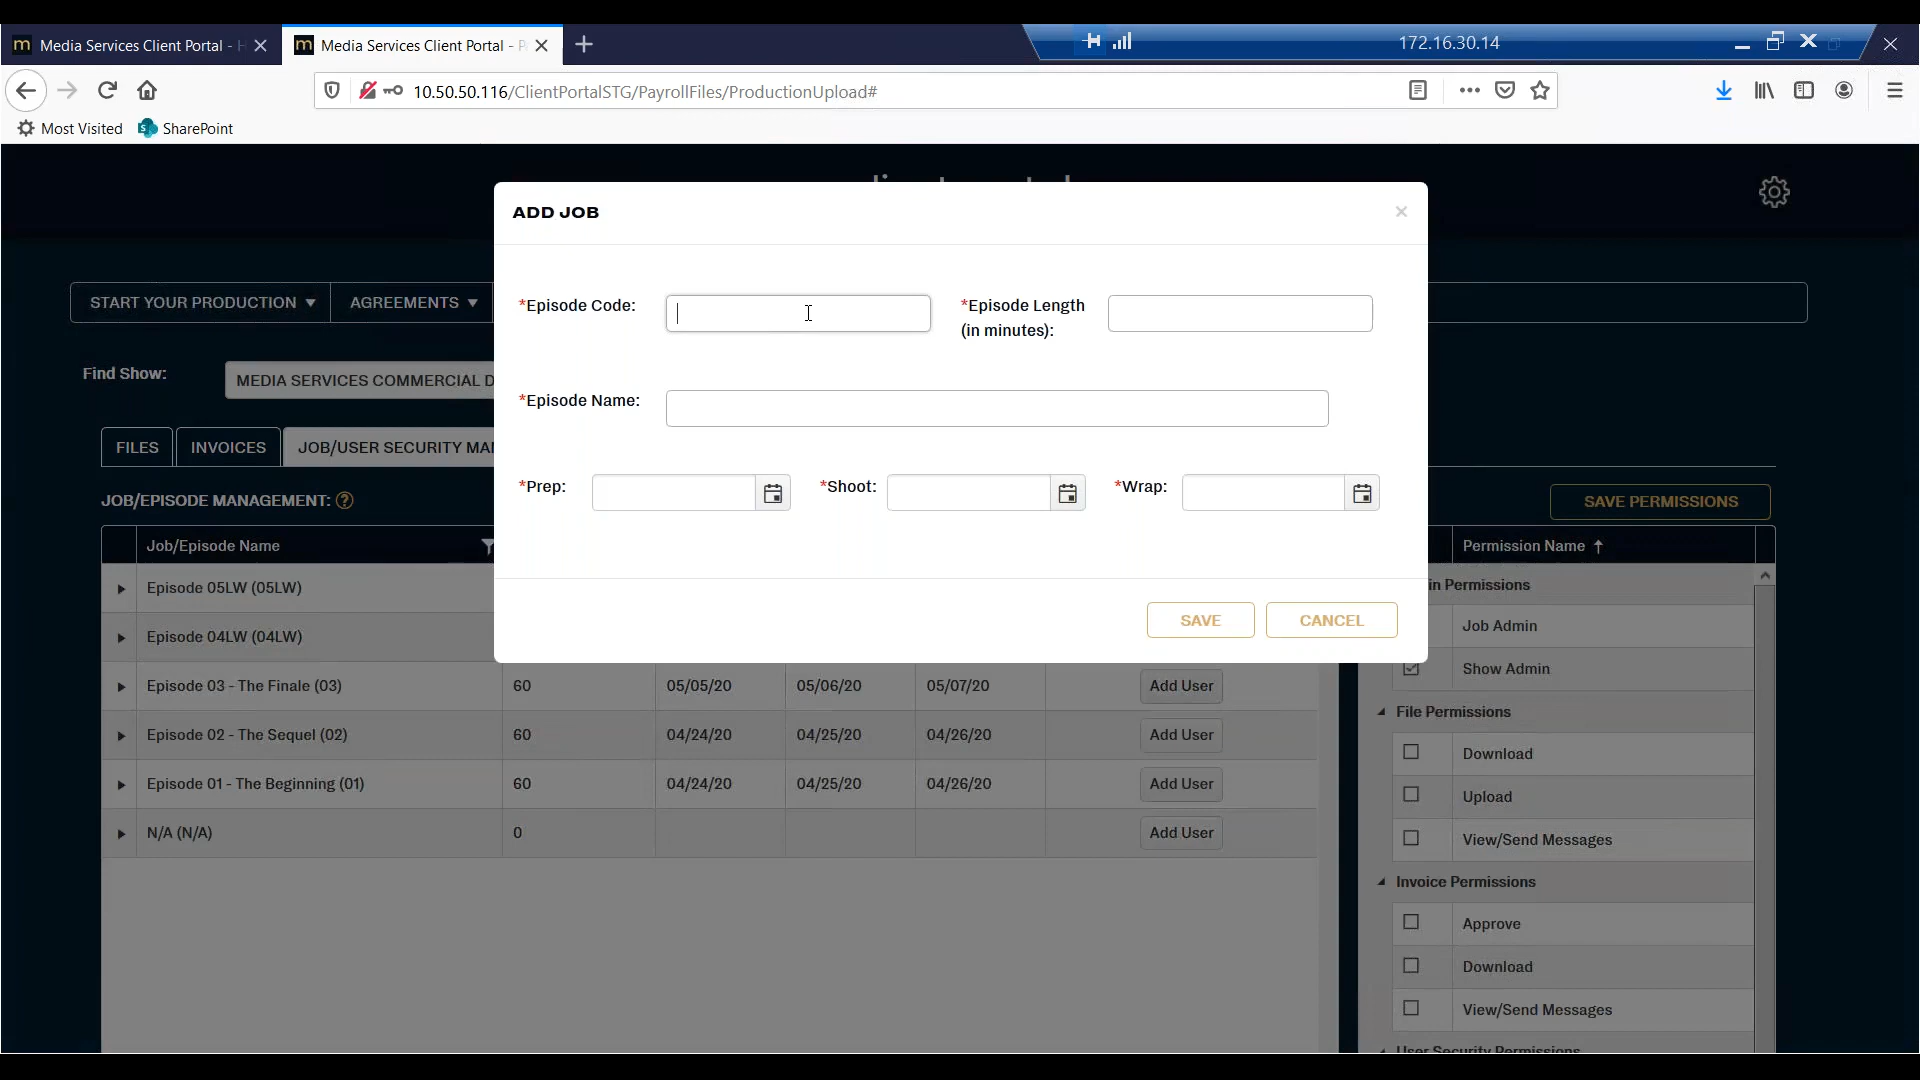 Media Services Client Portal - H
Media Services Client Portal - P
172.16.30.14
10.50.50.116/ClientPortalSTG/PayrollFiles/ProductionUpload#
Most Visited
SharePoint
ADD JOB
*Episode Code:
*Episode Length
(in minutes):
START YOUR PRODUCTION
AGREEMENTS
Find Show:
MEDIA SERVICES COMMERCIAL D
*Episode Name:
FILES
INVOICES
JOB/USER SECURITY MA
*Prep:
*Shoot:
*Wrap:
JOB/EPISODE MANAGEMENT:
SAVE PERMISSIONS
Job/Episode Name
Permission Name
Episode 05LW (05LW)
in Permissions
Episode 04LW (04LW)
SAVE
CANCEL
Job Admin
Show Admin
Episode 03 - The Finale (03) 60 05/05/20 05/06/20 05/07/20 Add User
File Permissions
Episode 02 - The Sequel (02) 60 04/24/20 04/25/20 04/26/20 Add User
Download
Episode 01 - The Beginning (01) 60 04/24/20 04/25/20 04/26/20 Add User
Upload
N/A (N/A) 0 Add User
View/Send Messages
Invoice Permissions
Approve
Download
View/Send Messages
User Security Permissions